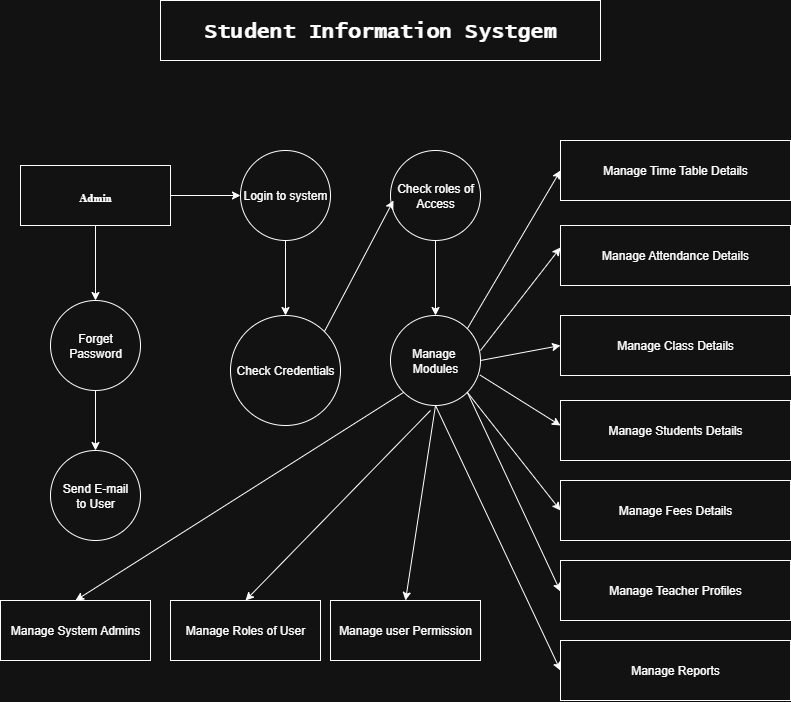 Student Information Systgem
Admin
Login to system
Check roles of
Access
Manage Time Table Details
Manage Attendance Details
Forget
Password
Check Credentials
Manage
Modules
Manage Class Details
Manage Students Details
Send E-mail
to User
Manage Fees Details
Manage Teacher Profiles
Manage System Admins
Manage Roles of User
Manage user Permission
Manage Reports